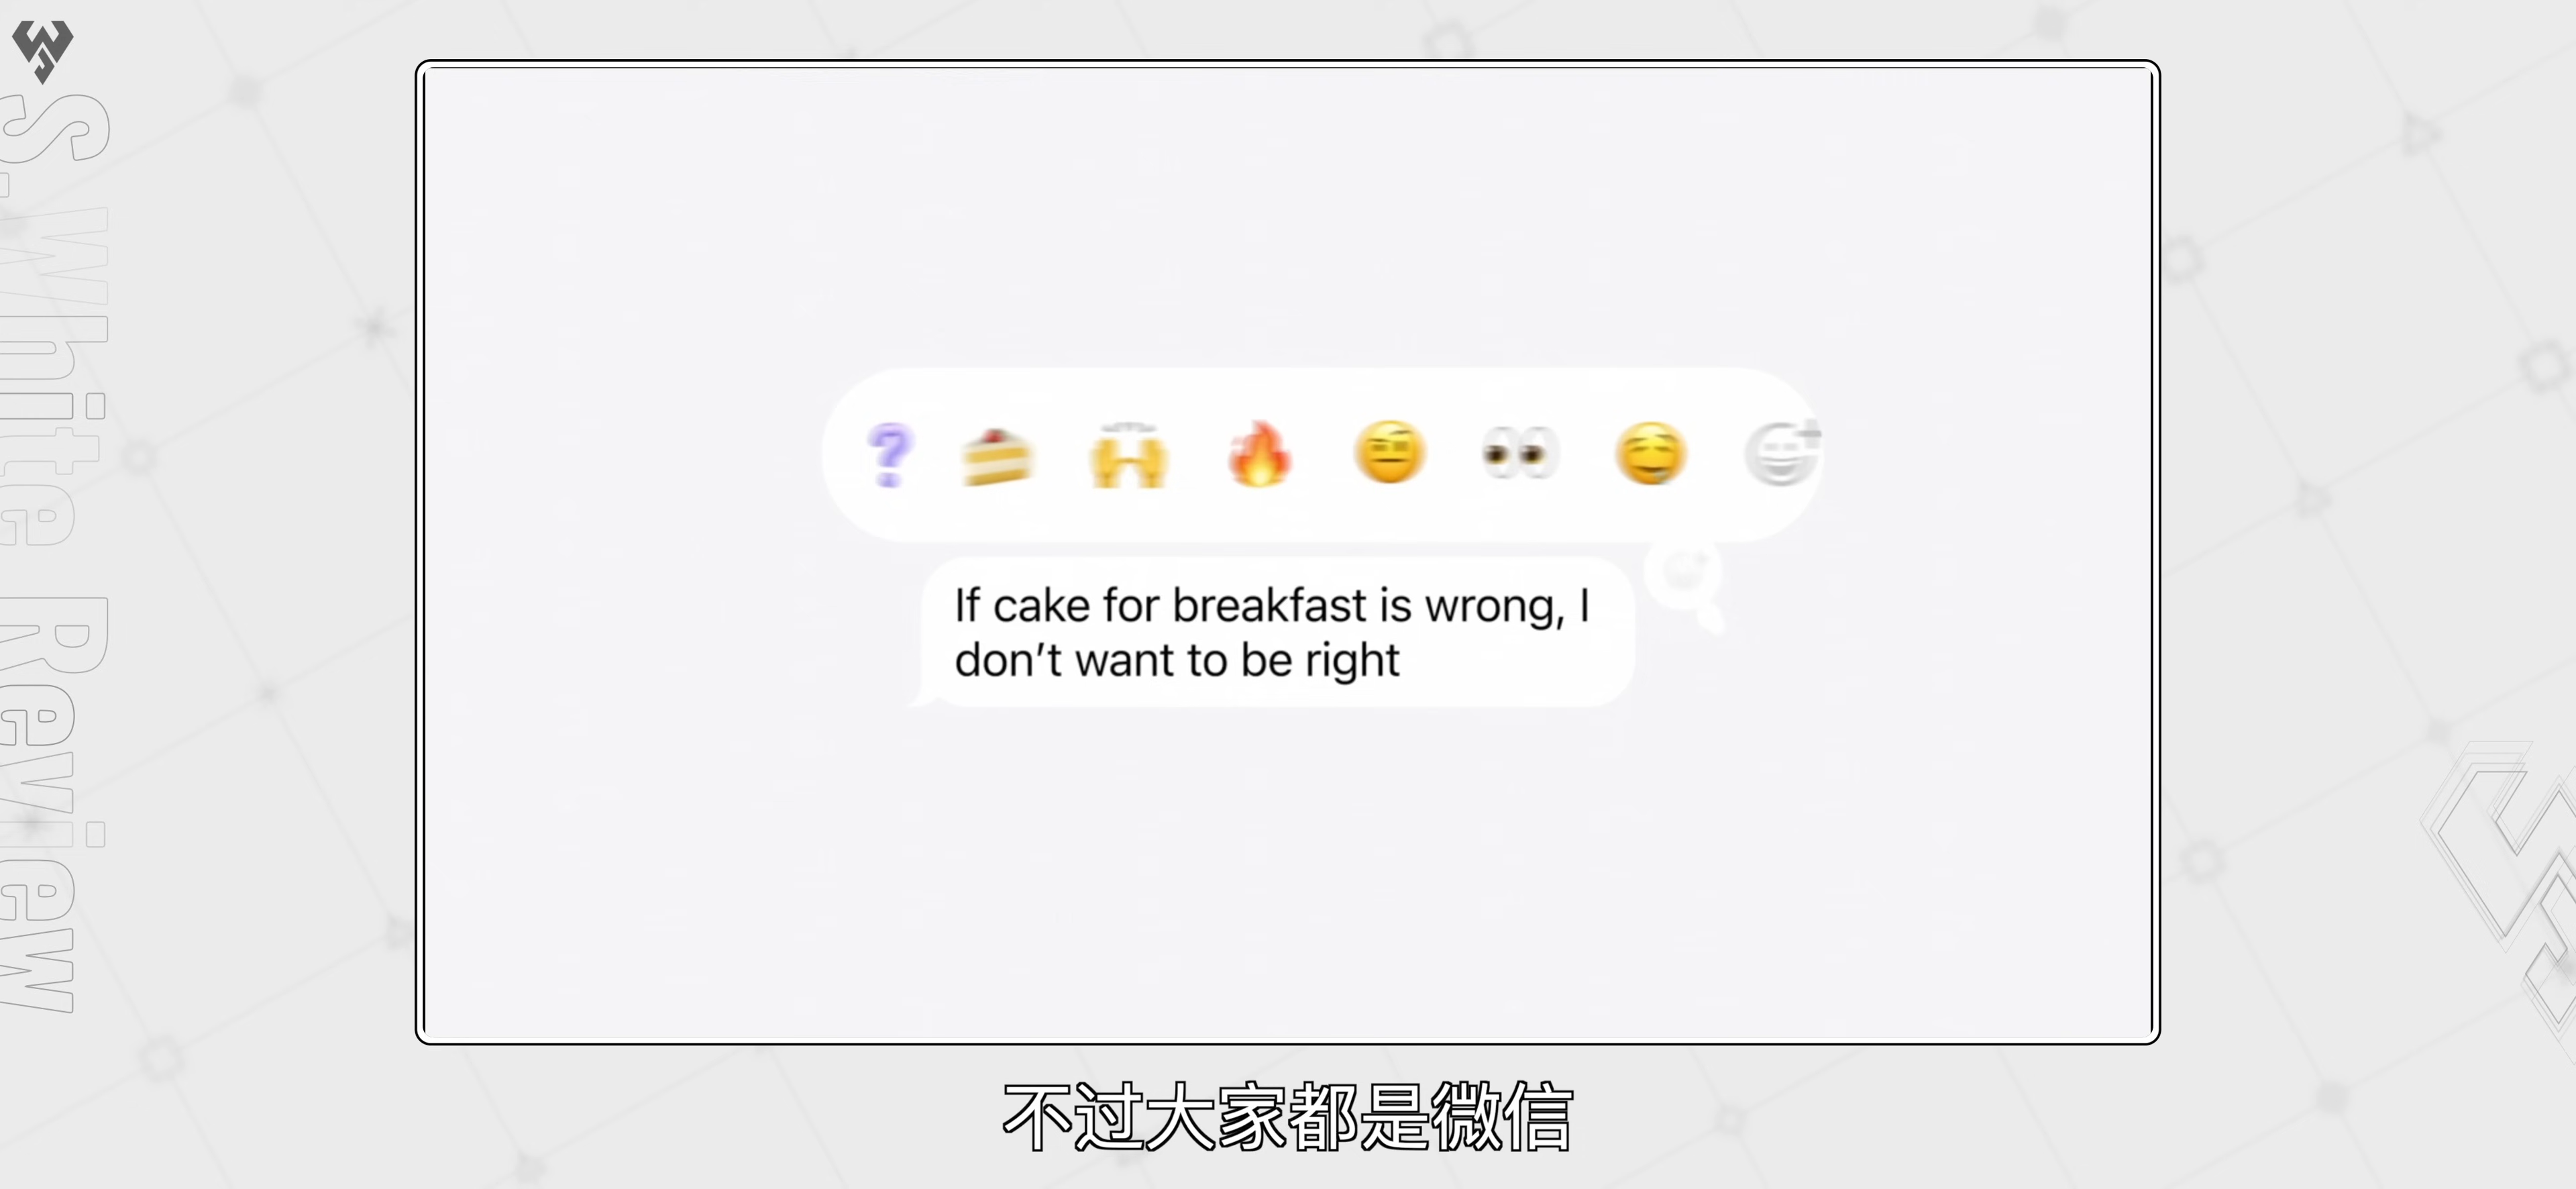 S-White Review
If cake for breakfast is wrong, I
don’t want to be right
不过大家都是微信